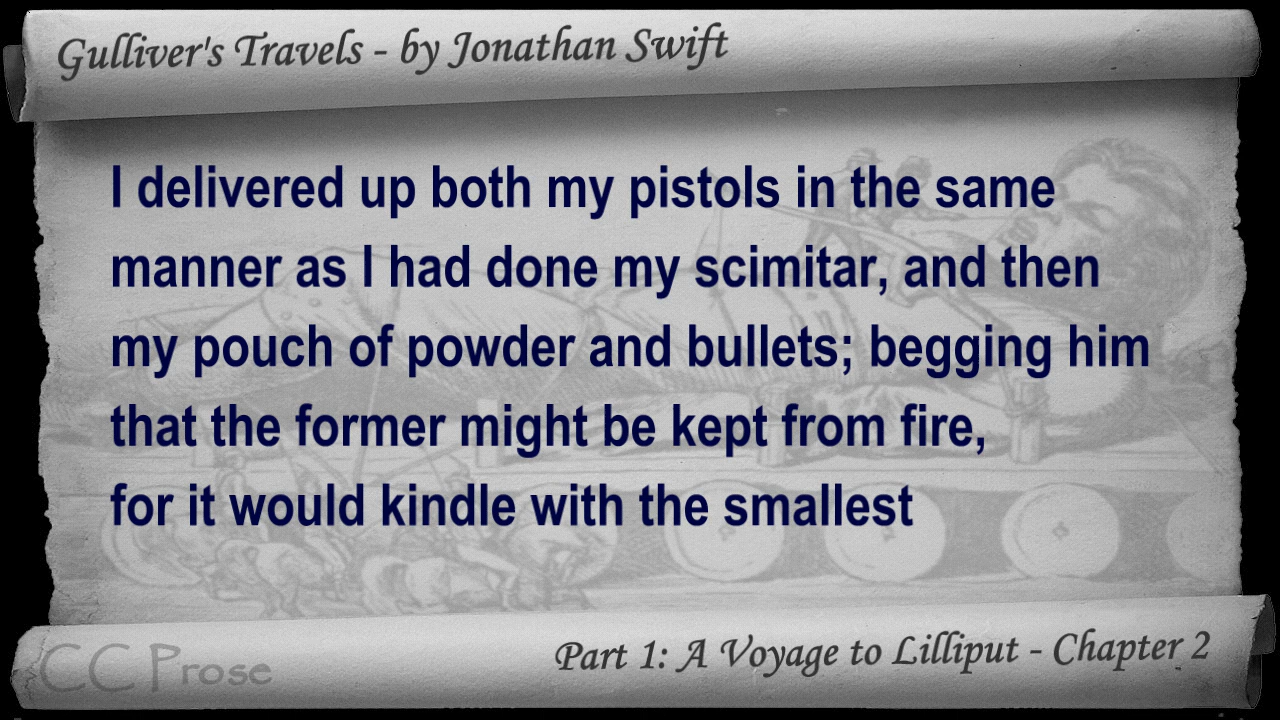 Gulliver's Travels - by Jonathan Swift
I delivered up both my pistols in the same
manner as I had done my scimitar, and then
my pouch of powder and bullets; begging him
that the former might be kept from fire,
for it would kindle with the smallest
CC Prose
Part 1: A Voyage to Lilliput - Chapter 2